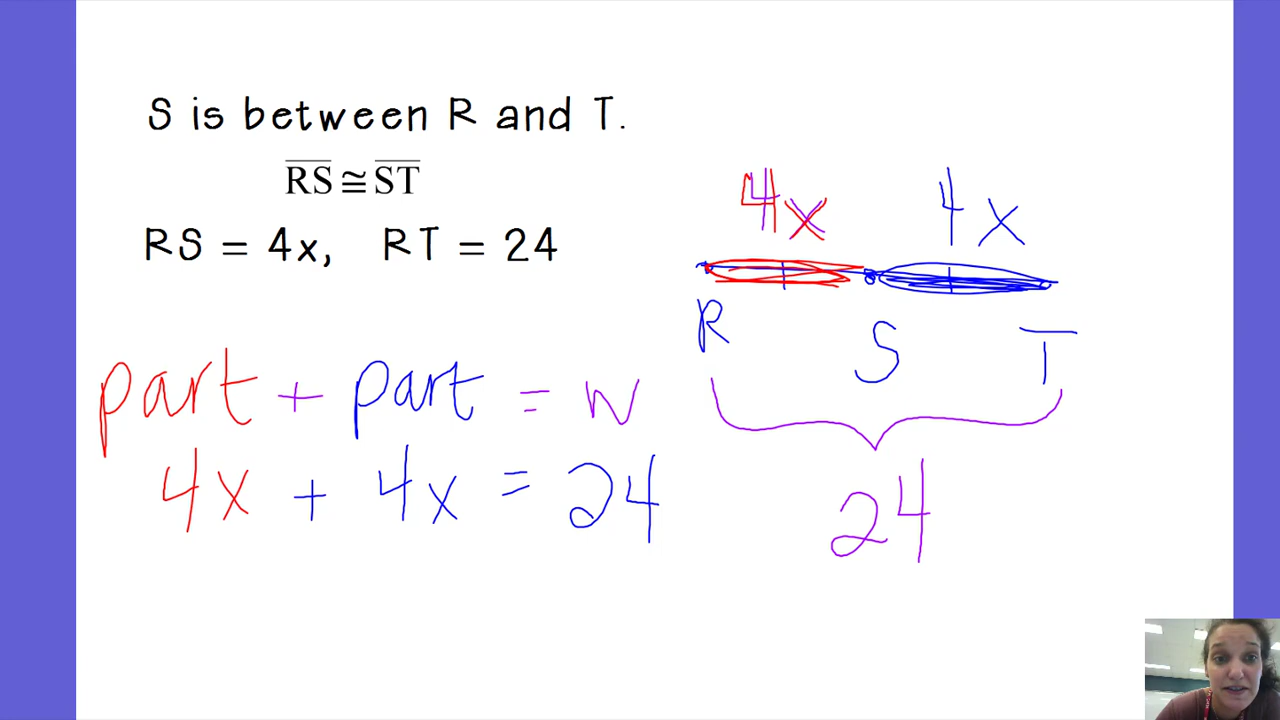 S is between R and T.
RS ≅ ST
RS = 4x, RT = 24
4x 4x
R S T
part + part = W
4x + 4x = 24
24